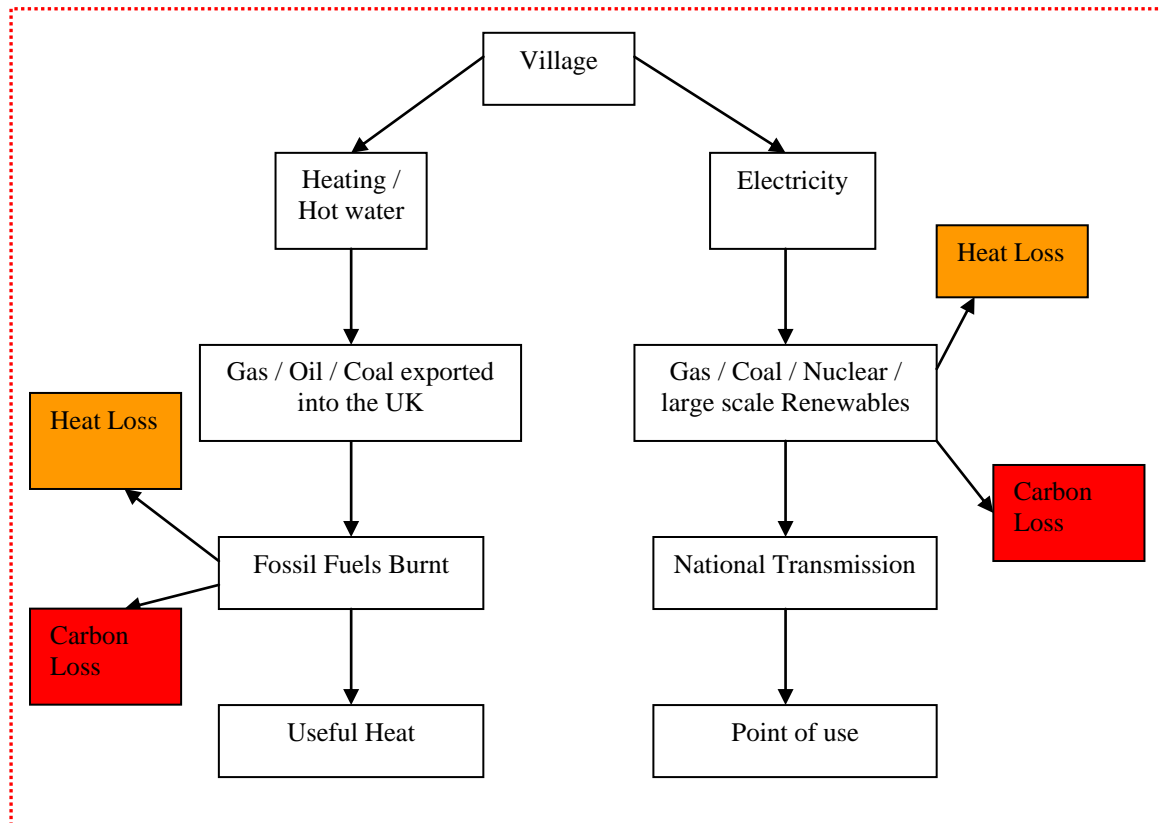 Village
Heating /
Hot water
Electricity
Heat Loss
Gas / Oil / Coal exported
into the UK
Gas / Coal / Nuclear /
large scale Renewables
Heat Loss
Carbon
Loss
Fossil Fuels Burnt
National Transmission
Carbon
Loss
Useful Heat
Point of use